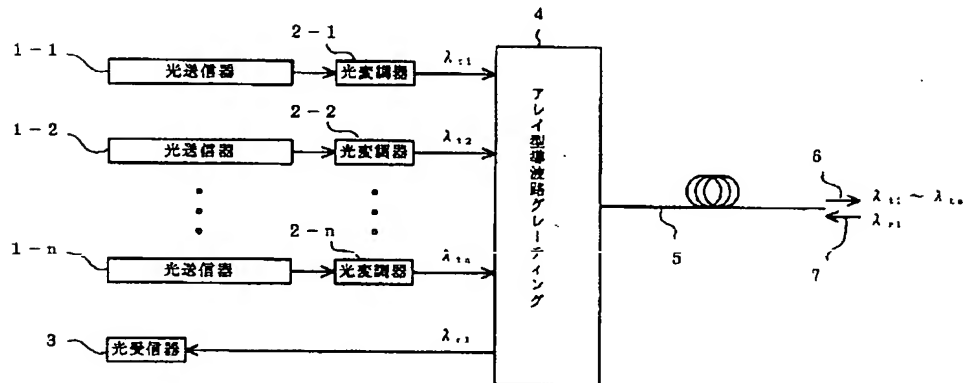 4
2-1
1-1
光送信器
光変調器
λt1
2-2
1-2
光送信器
光変調器
λt2
アレイ型導波路グレーティング
6
λt1 ~ λtn
λr1
7
5
2-n
1-n
光送信器
光変調器
λtn
3
光受信器
λr1